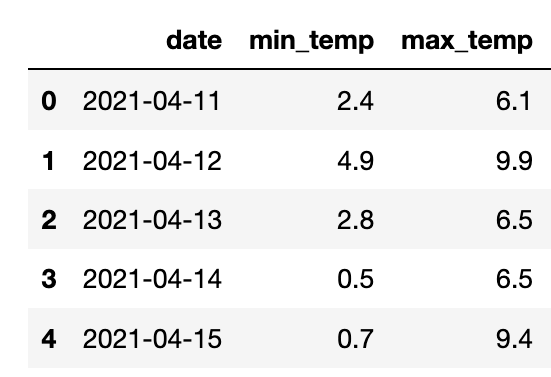 date min_temp max_temp
0 2021-04-11 2.4 6.1
1 2021-04-12 4.9 9.9
2 2021-04-13 2.8 6.5
3 2021-04-14 0.5 6.5
4 2021-04-15 0.7 9.4